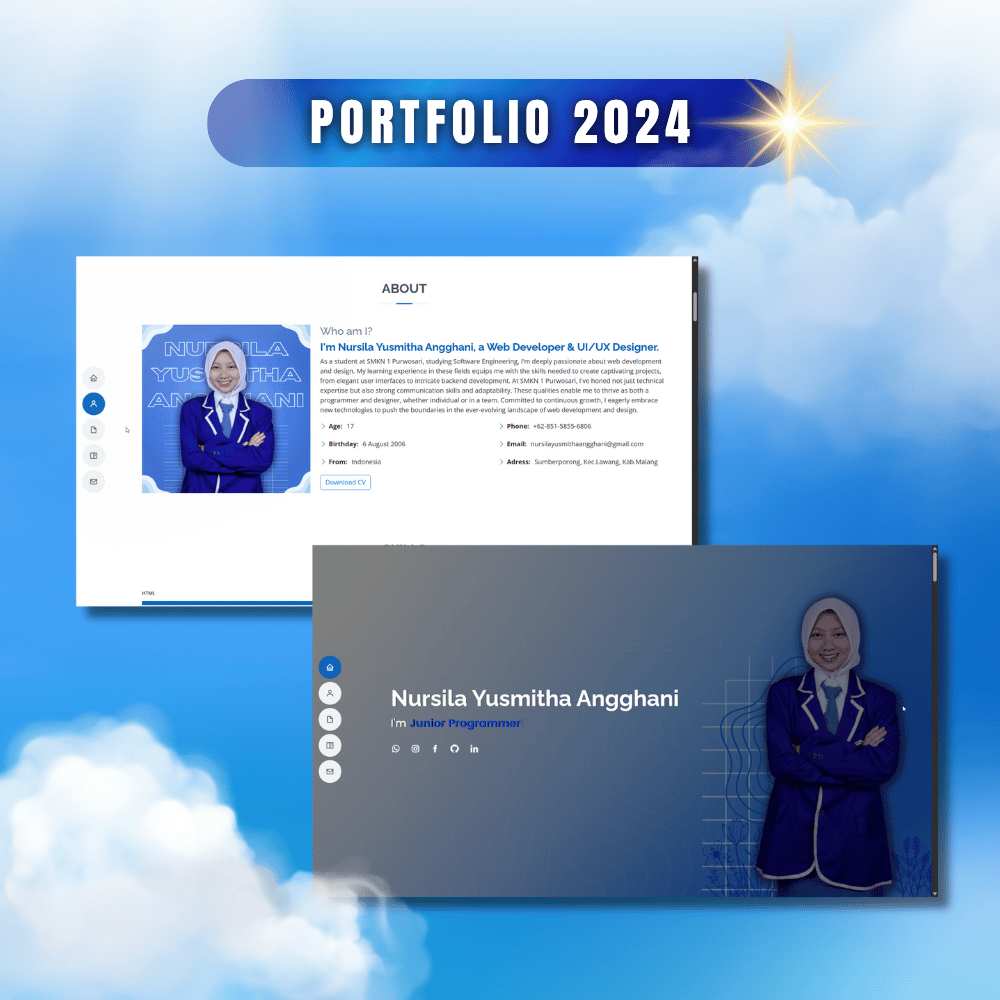 PORTFOLIO 2024
ABOUT
NURSILA
YUSMITHA
ANGGHANI
Who am I?
I'm Nursila Yusmitha Angghani, a Web Developer & UI/UX Designer.
As a student at SMKN 1 Purwosari, studying Software Engineering, I'm deeply passionate about web development
and design. My learning experience in these fields equips me with the skills needed to create captivating projects,
from elegant user interfaces to intricate backend development. At SMKN 1 Purwosari, I've honed not just technical
expertise but also strong communication skills and adaptability. These qualities enable me to thrive as both a
programmer and designer, whether individual or in a team. Committed to continuous growth, I eagerly embrace
new technologies to push the boundaries in the ever-evolving landscape of web development and design.
Age: 17
Phone: +62-851-5855-6806
Birthday: 6 August 2006
Email: nursilayusmithaangghani@gmail.com
From: Indonesia
Adress: Sumberporong, Kec.Lawang, Kab.Malang
Download CV
HTML
Nursila Yusmitha Angghani
I'm Junior Programmer